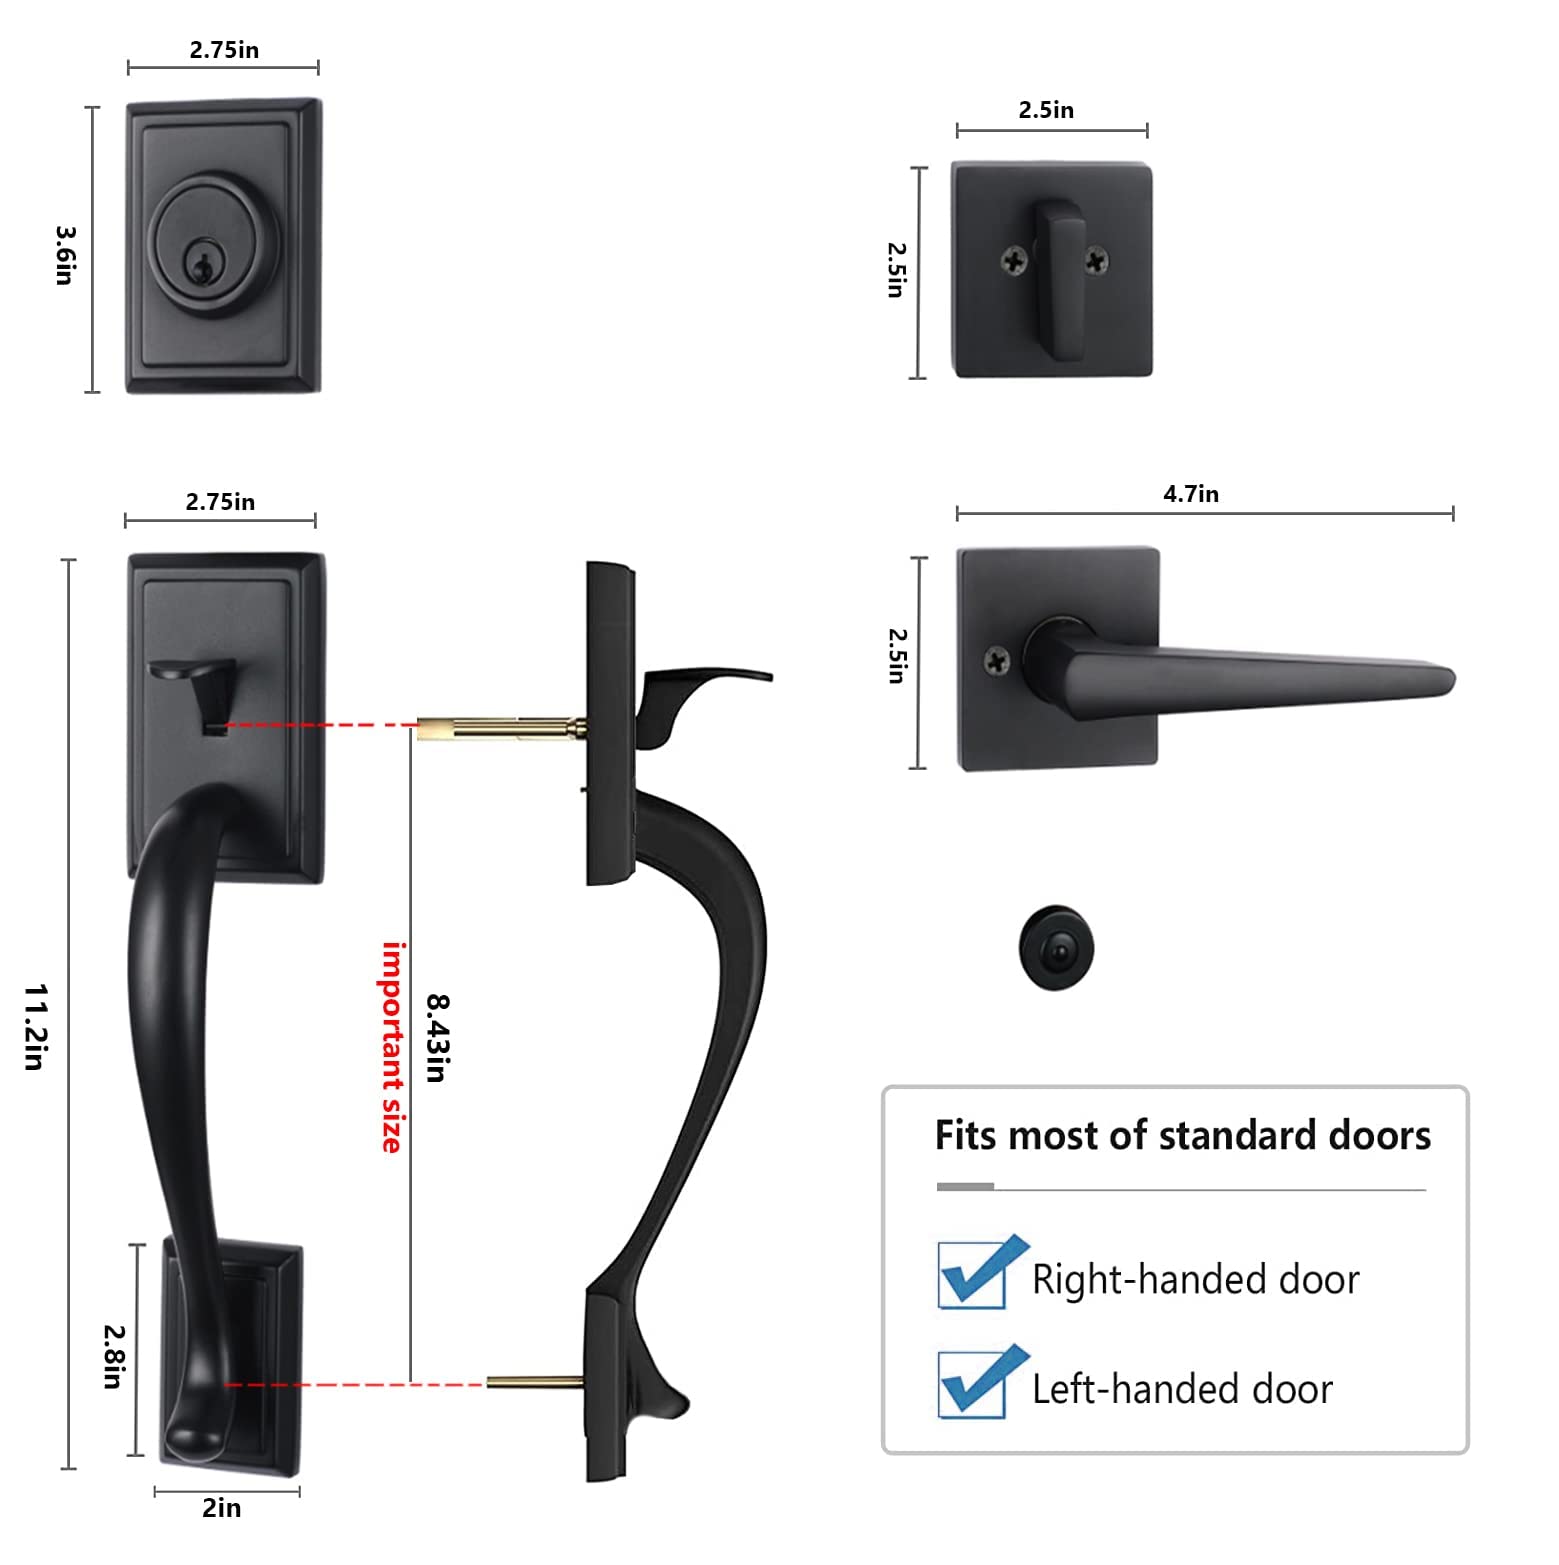 2.75in
3.6in
2.5in
2.5in
2.75in
11.2in
important size
8.43in
2.8in
2in
4.7in
2.5in
Fits most of standard doors
Right-handed door
Left-handed door